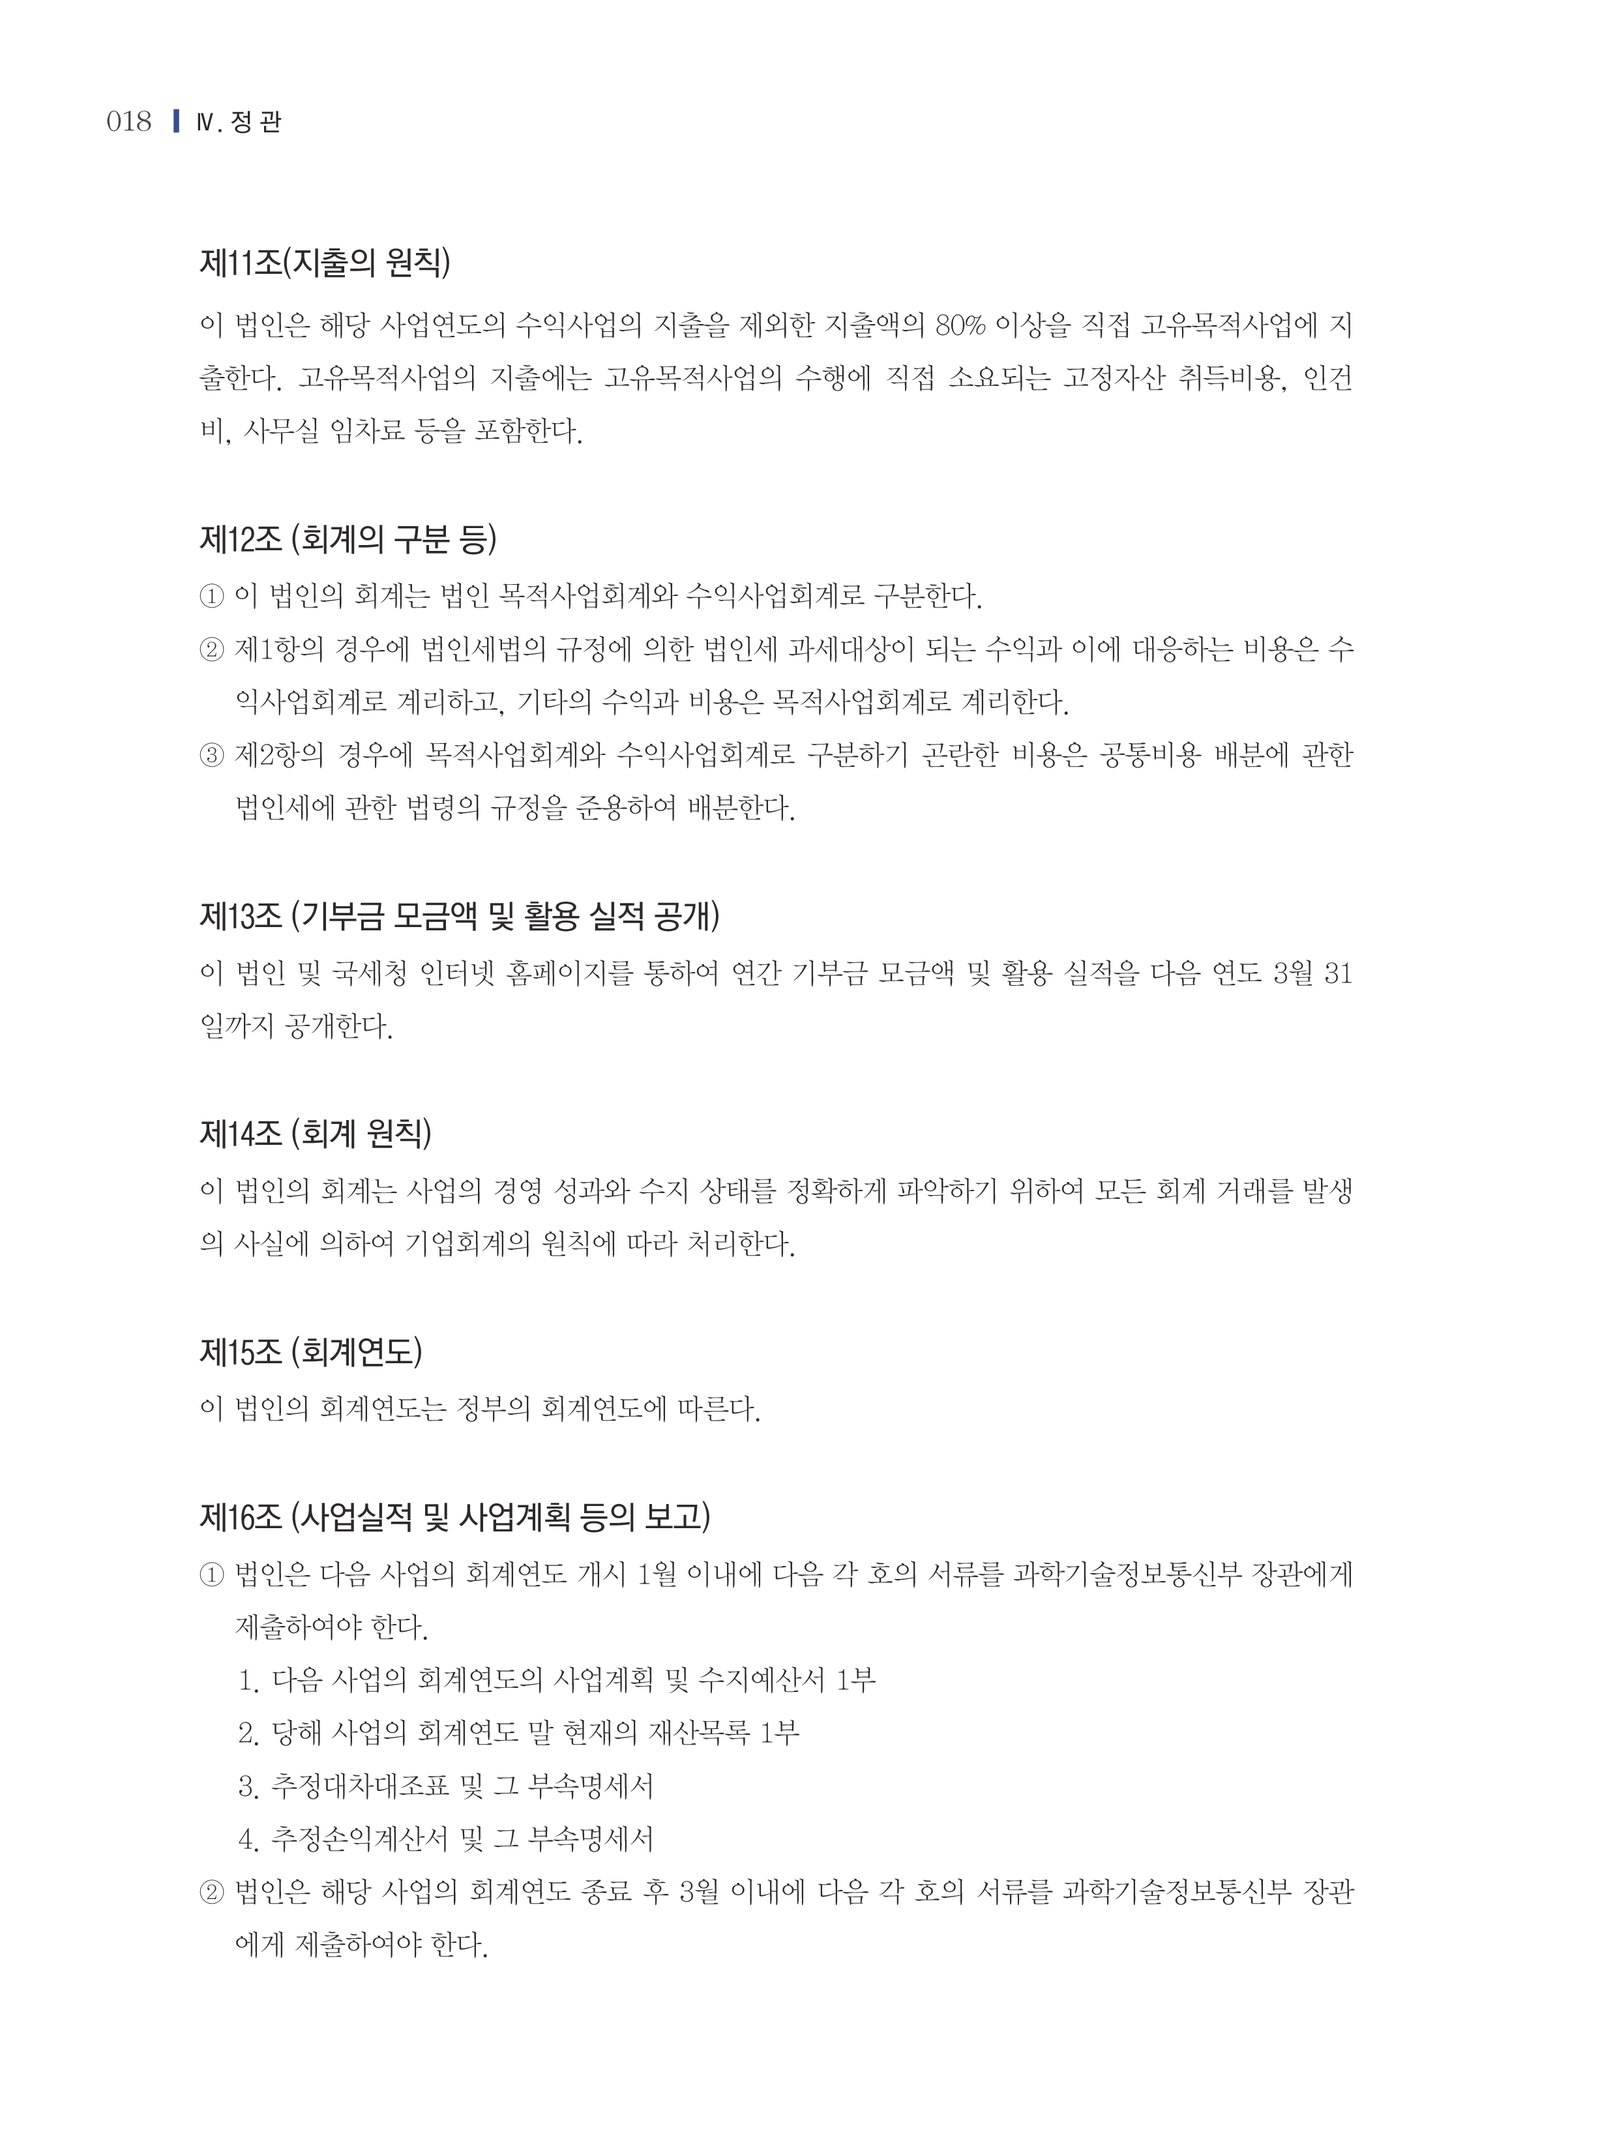 018 Ⅳ. 정 관
제11조(지출의 원칙)
이 법인은 해당 사업연도의 수익사업의 지출을 제외한 지출액의 80% 이상을 직접 고유목적사업에 지
출한다. 고유목적사업의 지출에는 고유목적사업의 수행에 직접 소요되는 고정자산 취득비용, 인건
비, 사무실 임차료 등을 포함한다.
제12조 (회계의 구분 등)
① 이 법인의 회계는 법인 목적사업회계와 수익사업회계로 구분한다.
② 제1항의 경우에 법인세법의 규정에 의한 법인세 과세대상이 되는 수익과 이에 대응하는 비용은 수
익사업회계로 계리하고, 기타의 수익과 비용은 목적사업회계로 계리한다.
③ 제2항의 경우에 목적사업회계와 수익사업회계로 구분하기 곤란한 비용은 공통비용 배분에 관한
법인세에 관한 법령의 규정을 준용하여 배분한다.
제13조 (기부금 모금액 및 활용 실적 공개)
이 법인 및 국세청 인터넷 홈페이지를 통하여 연간 기부금 모금액 및 활용 실적을 다음 연도 3월 31
일까지 공개한다.
제14조 (회계 원칙)
이 법인의 회계는 사업의 경영 성과와 수지 상태를 정확하게 파악하기 위하여 모든 회계 거래를 발생
의 사실에 의하여 기업회계의 원칙에 따라 처리한다.
제15조 (회계연도)
이 법인의 회계연도는 정부의 회계연도에 따른다.
제16조 (사업실적 및 사업계획 등의 보고)
① 법인은 다음 사업의 회계연도 개시 1월 이내에 다음 각 호의 서류를 과학기술정보통신부 장관에게
제출하여야 한다.
1. 다음 사업의 회계연도의 사업계획 및 수지예산서 1부
2. 당해 사업의 회계연도 말 현재의 재산목록 1부
3. 추정대차대조표 및 그 부속명세서
4. 추정손익계산서 및 그 부속명세서
② 법인은 해당 사업의 회계연도 종료 후 3월 이내에 다음 각 호의 서류를 과학기술정보통신부 장관
에게 제출하여야 한다.